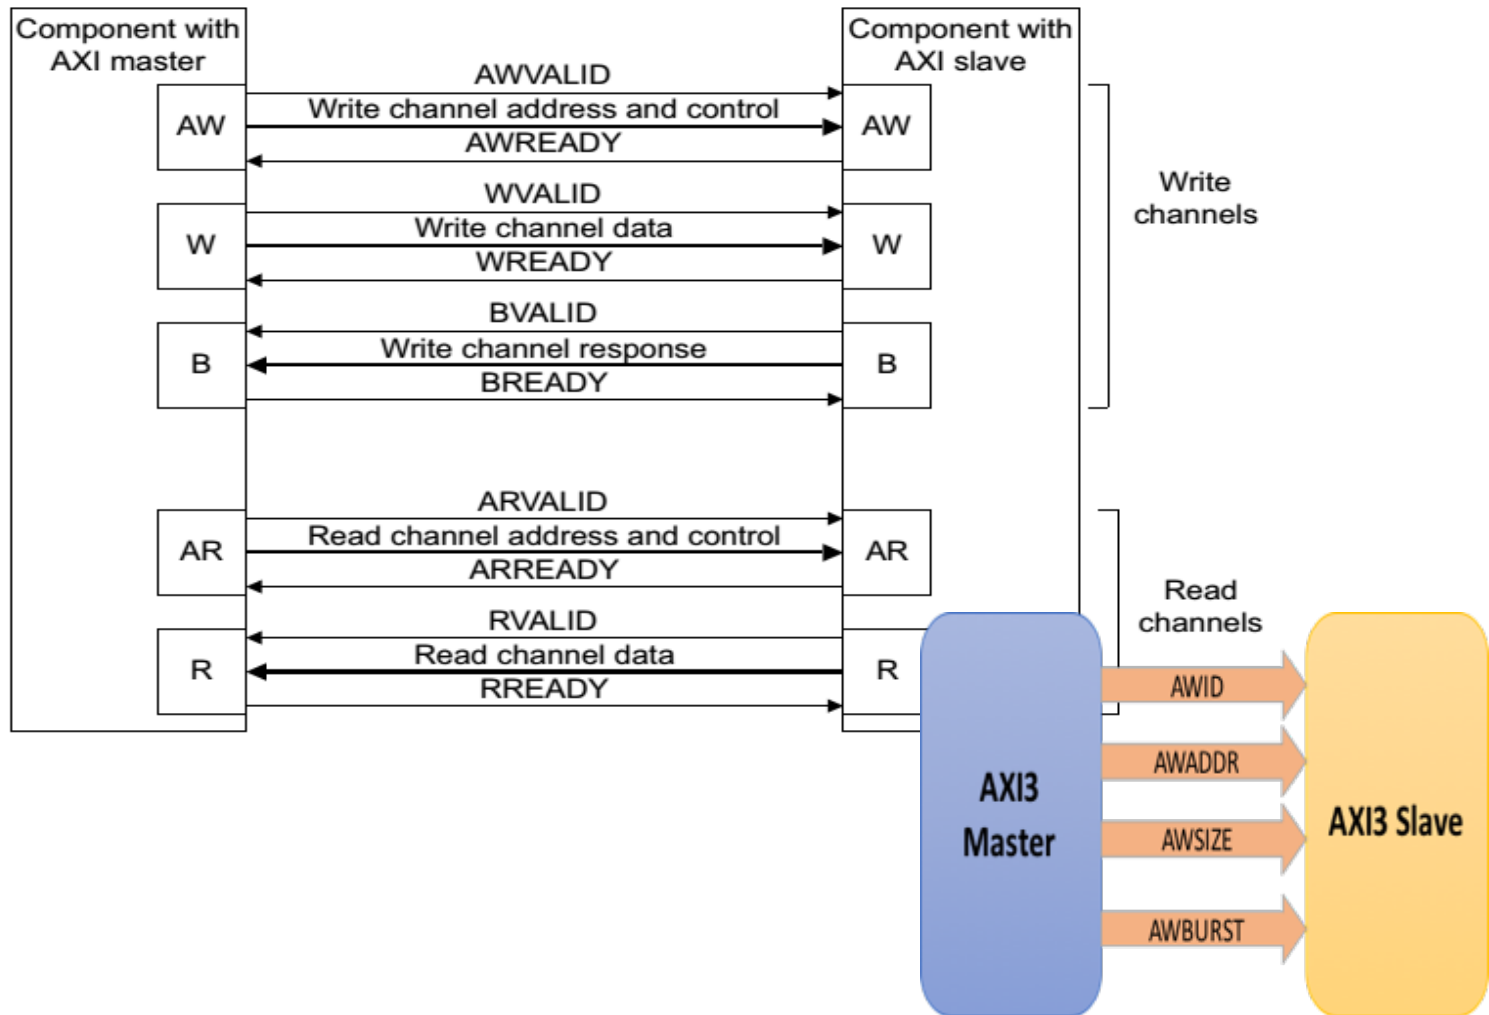 Component with
AXI master
Component with
AXI slave
AWVALID
AW
Write channel address and control
AW
AWREADY
WVALID
W
Write channel data
W
WREADY
BVALID
B
Write channel response
B
BREADY
Write
channels
ARVALID
AR
Read channel address and control
AR
ARREADY
RVALID
R
Read channel data
R
RREADY
Read
channels
AXI3
Master
AWID
AWADDR
AWSIZE
AWBURST
AXI3 Slave